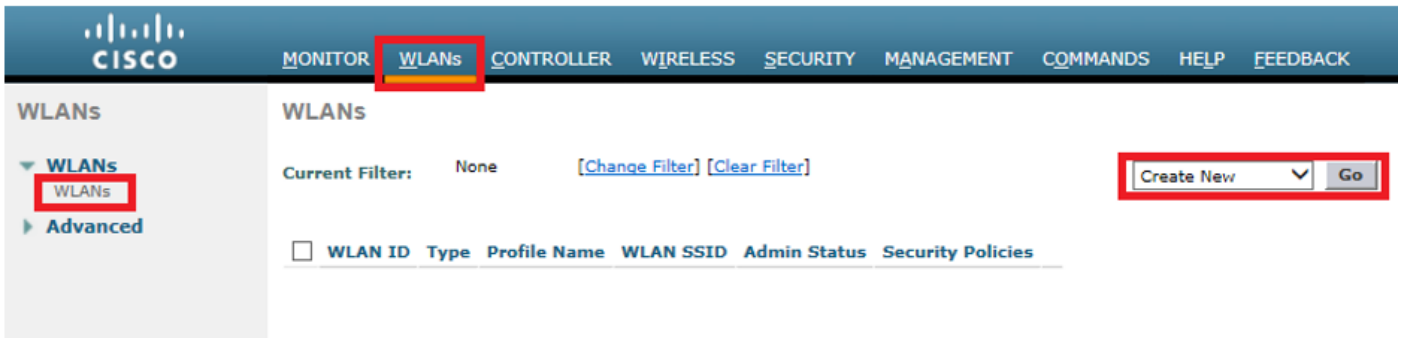 CISCO
MONITOR WLANs CONTROLLER WIRELESS SECURITY MANAGEMENT COMMANDS HELP FEEDBACK
WLANs
WLANs
WLANs
Advanced
WLANs
Current Filter: None [Change Filter] [Clear Filter]
Create New Go
WLAN ID Type Profile Name WLAN SSID Admin Status Security Policies